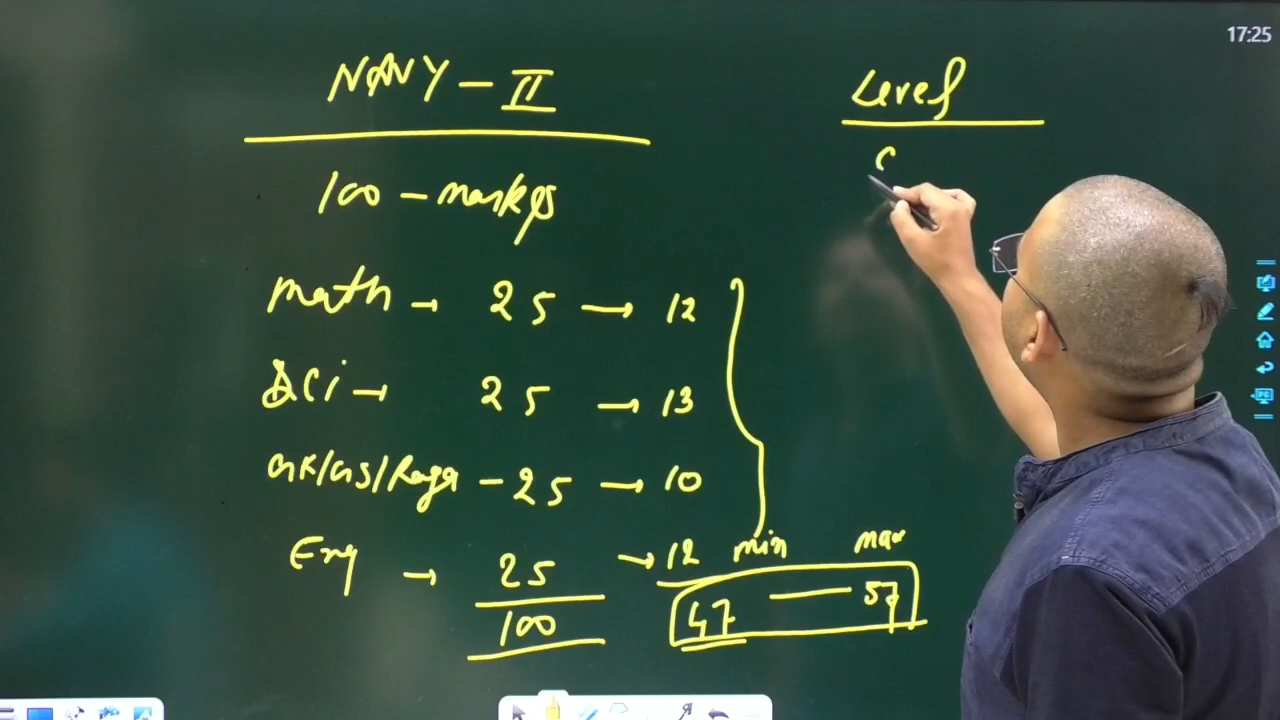 17:25
NAVY - II
Level
100 - marks
math → 25 → 12
Sci → 25 → 13
GK/GS/Reas - 25 → 10
Eng → 25 → 12
min max
100
47 — 57
C